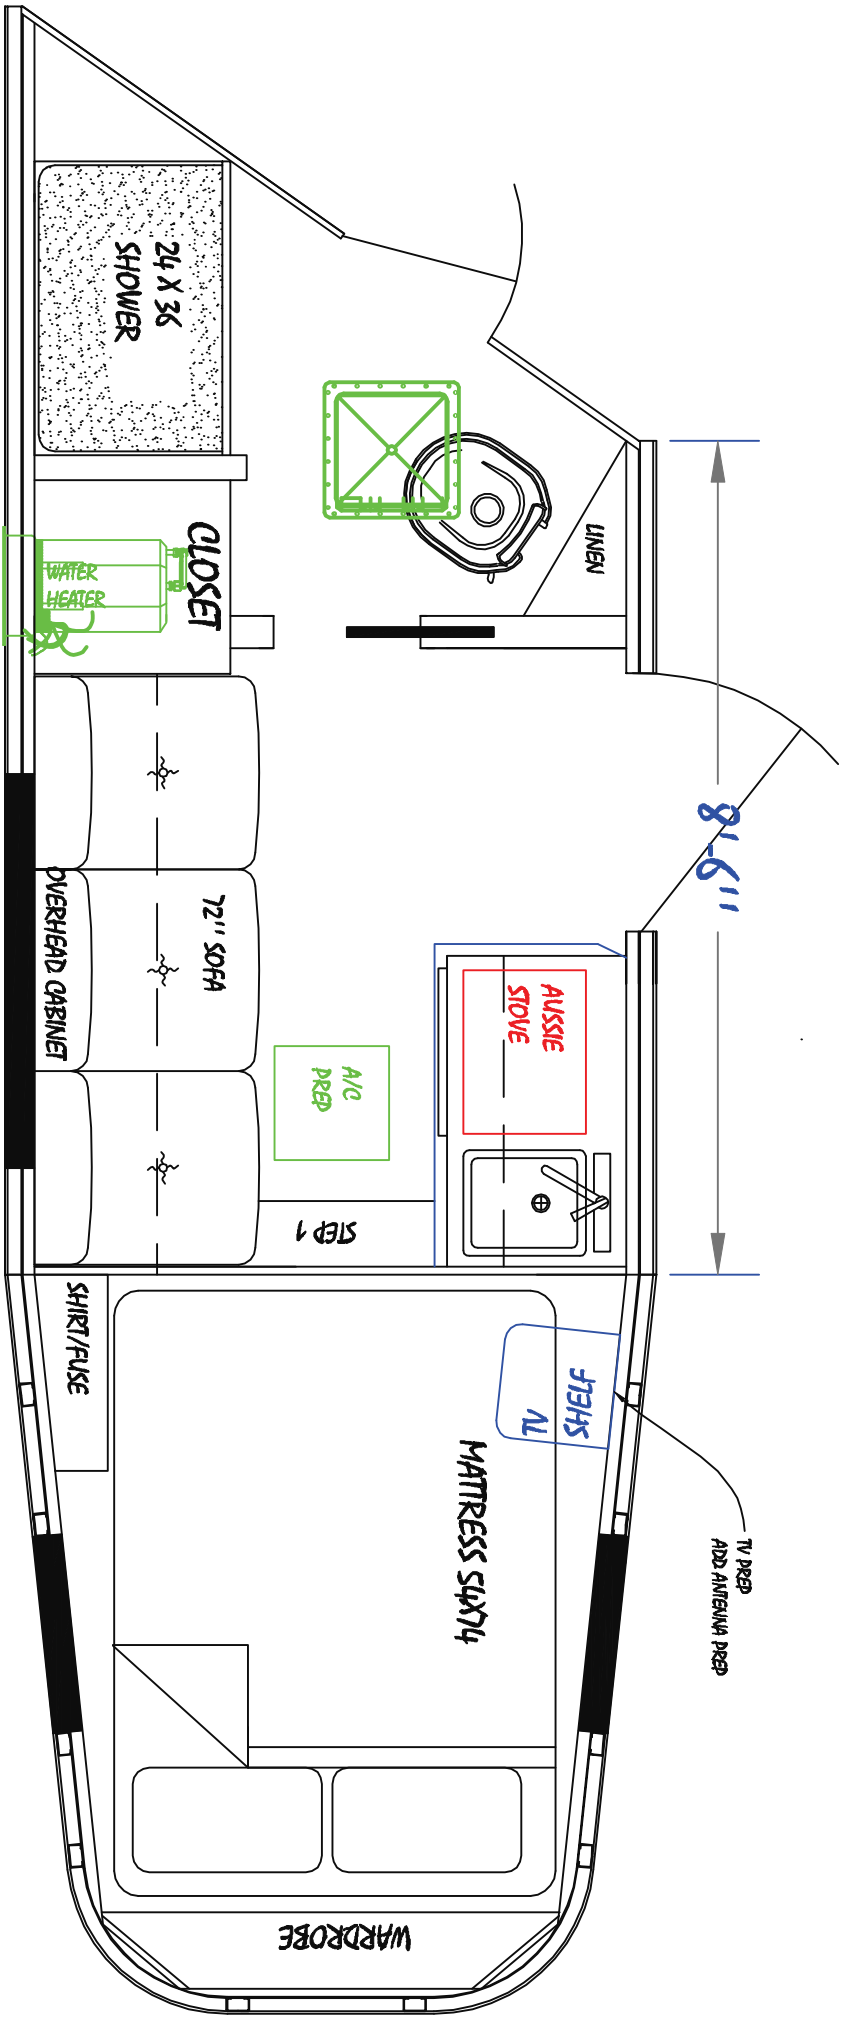 24 X 36
SHOWER
LINEN
CLOSET
WATER
HEATER
8'-6"
72" SOFA
OVERHEAD CABINET
AUSSIE
STOVE
A/C
PREP
STEP 1
SHIRT/FUSE
TV
SHELF
MATTRESS 54X74
TV PREP
ADD ANTENNA PREP
WARDROBE